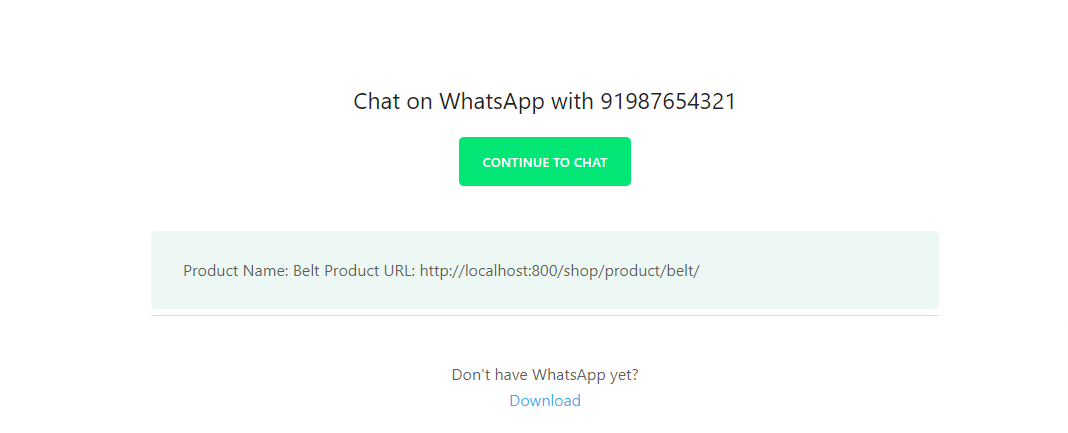 Chat on WhatsApp with 91987654321
CONTINUE TO CHAT
Product Name: Belt Product URL: http://localhost:800/shop/product/belt/
Don't have WhatsApp yet?
Download